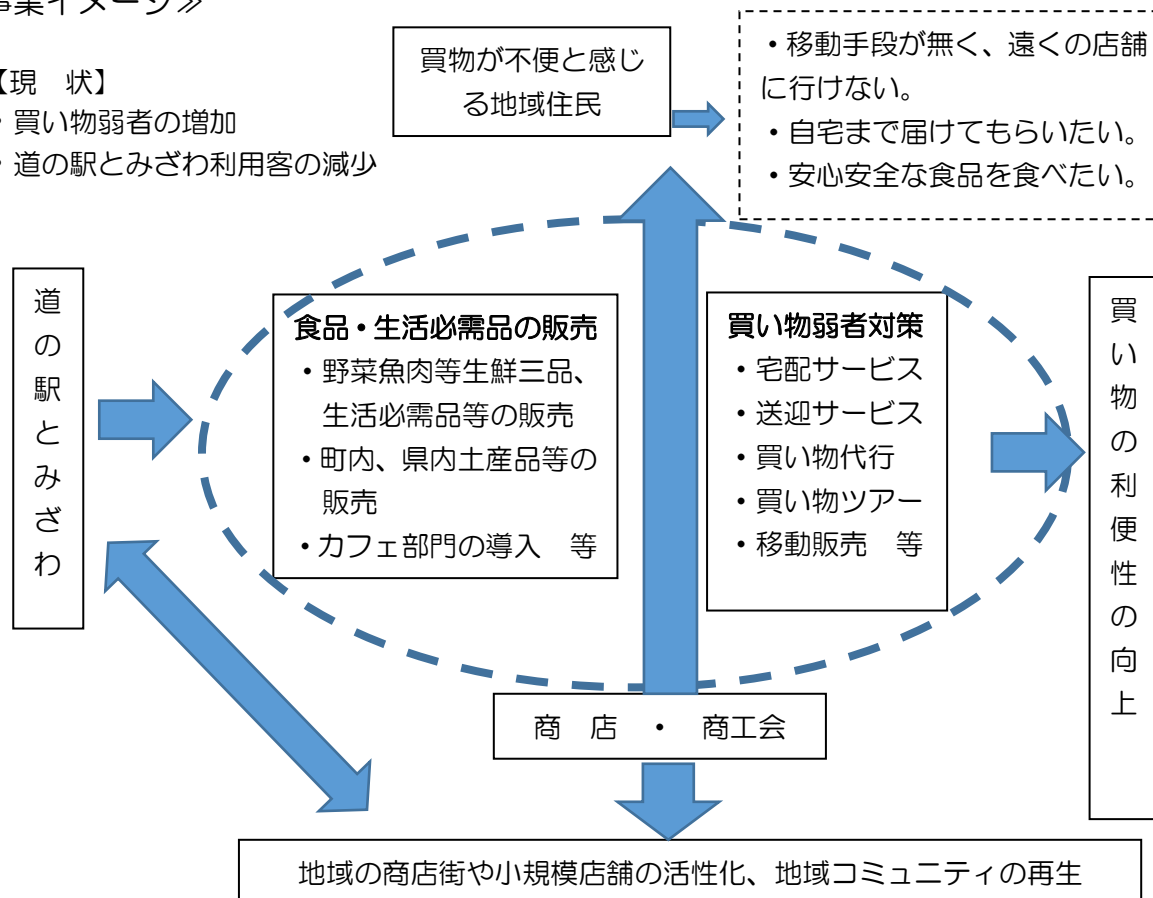 事業イメージ≫
【現　状】
・買い物弱者の増加
・道の駅とみざわ利用客の減少
買物が不便と感じ
る地域住民
・移動手段が無く、遠くの店舗
に行けない。
・自宅まで届けてもらいたい。
・安心安全な食品を食べたい。
道の駅とみざわ
食品・生活必需品の販売
・野菜魚肉等生鮮三品、
生活必需品等の販売
・町内、県内土産品等の
販売
・カフェ部門の導入　等
買い物弱者対策
・宅配サービス
・送迎サービス
・買い物代行
・買い物ツアー
・移動販売　等
買い物の利便性の向上
商　店　・　商工会
地域の商店街や小規模店舗の活性化、地域コミュニティの再生